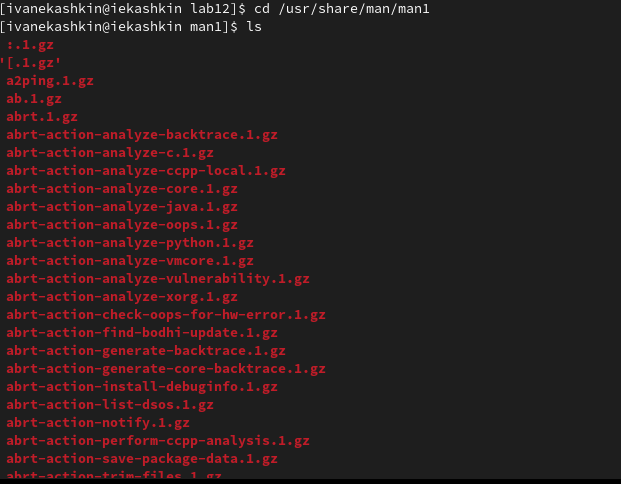 [ivanekashkin@iekashkin lab12]$ cd /usr/share/man/man1
[ivanekashkin@iekashkin man1]$ ls
:.1.gz
'[.1.gz'
a2ping.1.gz
ab.1.gz
abrt.1.gz
abrt-action-analyze-backtrace.1.gz
abrt-action-analyze-c.1.gz
abrt-action-analyze-ccpp-local.1.gz
abrt-action-analyze-core.1.gz
abrt-action-analyze-java.1.gz
abrt-action-analyze-oops.1.gz
abrt-action-analyze-python.1.gz
abrt-action-analyze-vmcore.1.gz
abrt-action-analyze-vulnerability.1.gz
abrt-action-analyze-xorg.1.gz
abrt-action-check-oops-for-hw-error.1.gz
abrt-action-find-bodhi-update.1.gz
abrt-action-generate-backtrace.1.gz
abrt-action-generate-core-backtrace.1.gz
abrt-action-install-debuginfo.1.gz
abrt-action-list-dsos.1.gz
abrt-action-notify.1.gz
abrt-action-perform-ccpp-analysis.1.gz
abrt-action-save-package-data.1.gz
abrt-action-trim-files.1.gz